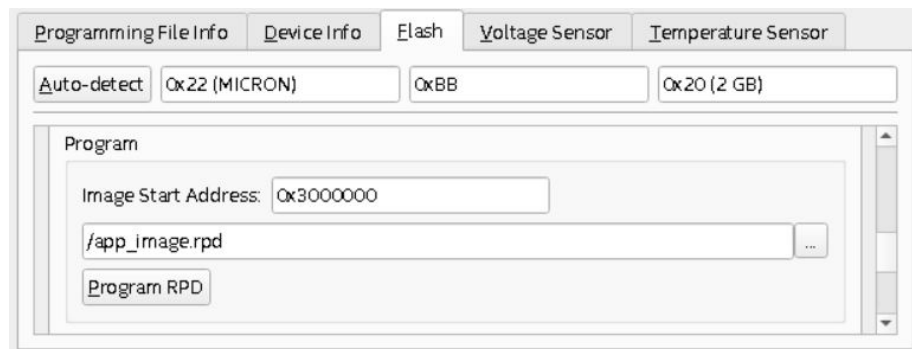 Programming File Info Device Info Flash Voltage Sensor Temperature Sensor
Auto-detect 0x22 (MICRON) 0xBB 0x20 (2 GB)
Program
Image Start Address: 0x3000000
/app_image.rpd ...
Program RPD